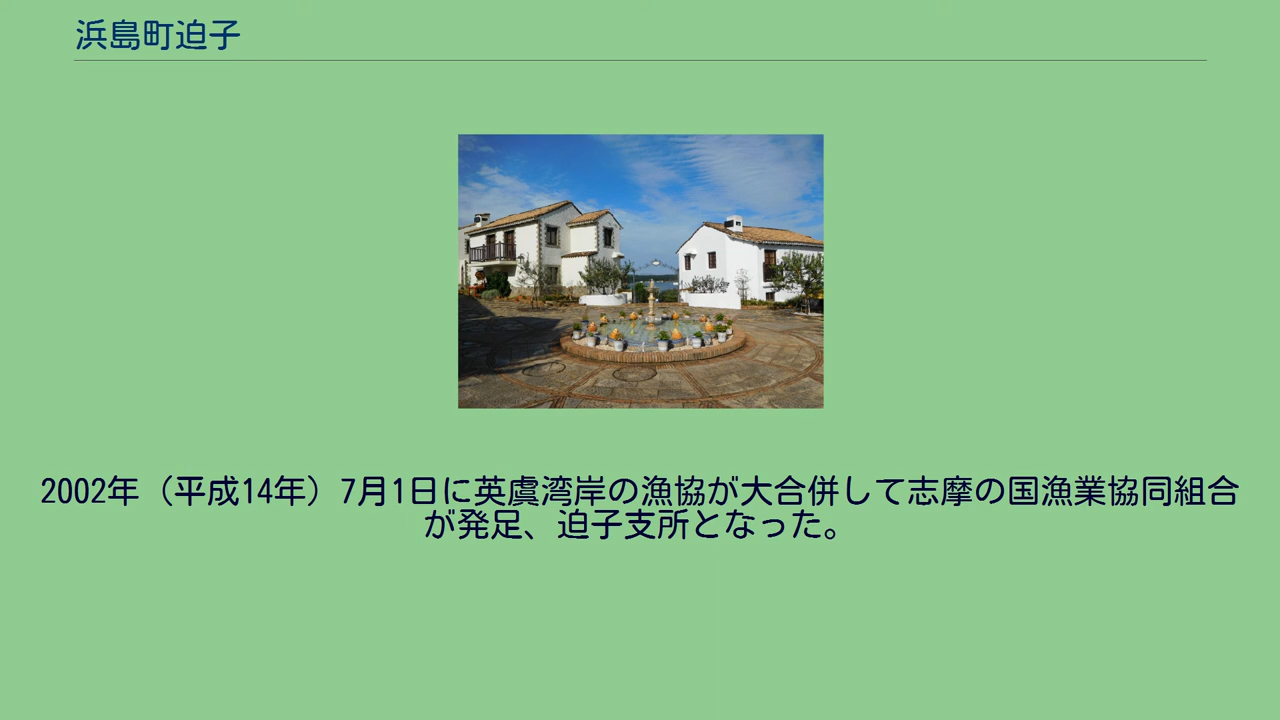 浜島町迫子
2002年（平成14年）7月1日に英虞湾岸の漁協が大合併して志摩の国漁業協同組合
が発足、迫子支所となった。